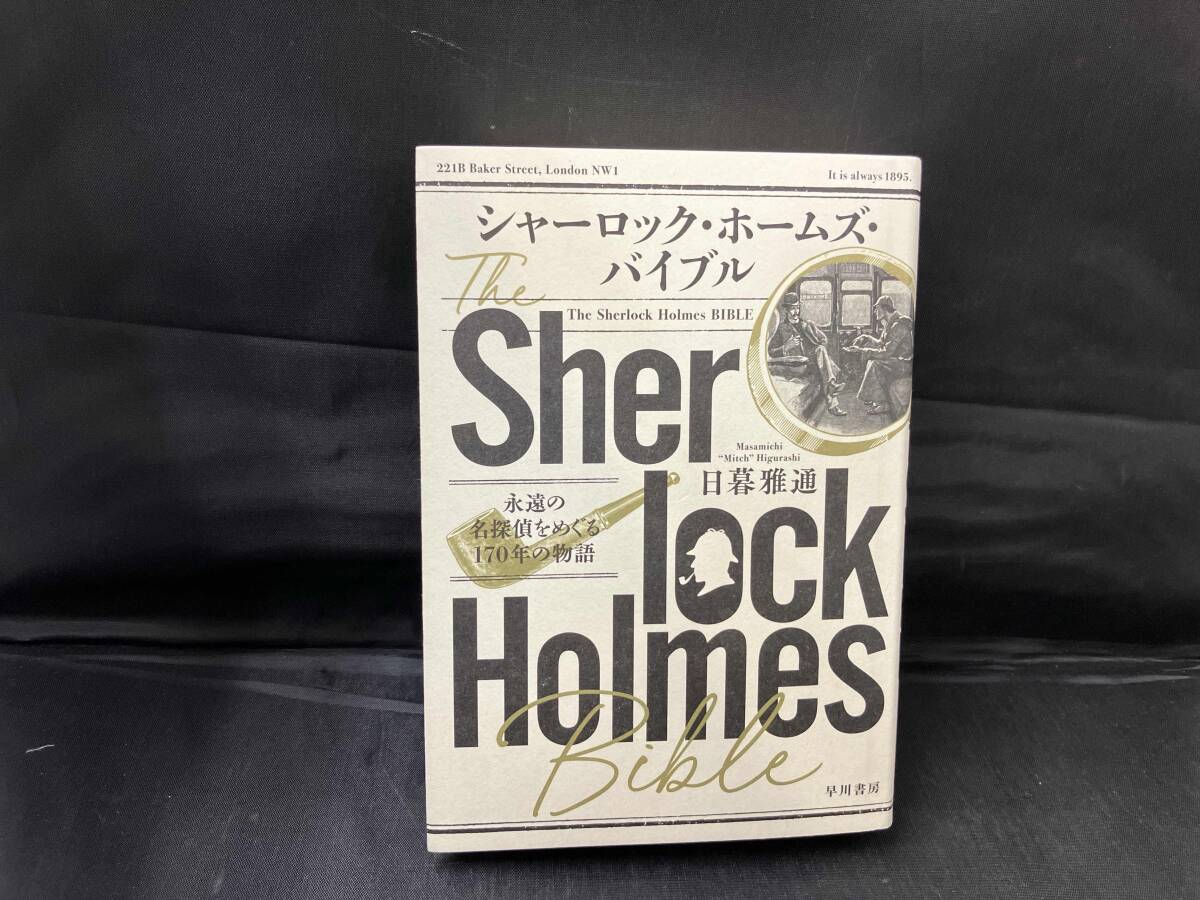 221B Baker Street, London NW1
It is always 1895.
シャーロック・ホームズ・
バイブル
The
The Sherlock Holmes BIBLE
Sher
Masamichi
"Mitch" Higurashi
日暮雅通
永遠の
名探偵をめぐる
170年の物語
lock
Holmes
Bible
早川書房